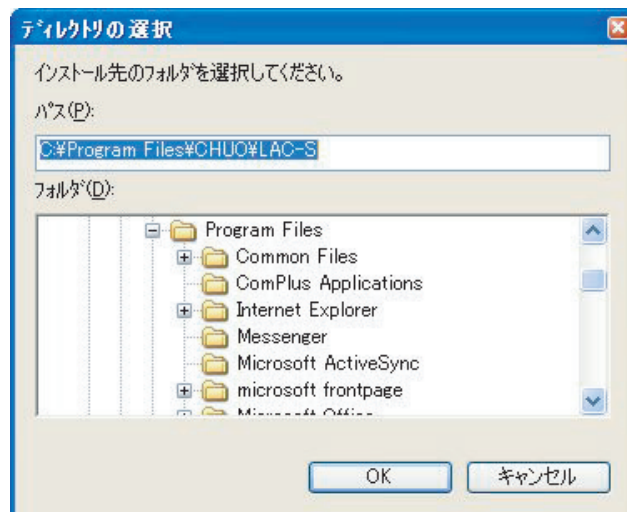 ディレクトリの選択
インストール先のフォルダを選択してください。
パス(P):
C:¥Program Files¥CHUO¥LAC-S
フォルダ(D):
Program Files
Common Files
ComPlus Applications
Internet Explorer
Messenger
Microsoft ActiveSync
microsoft frontpage
Microsoft Office
OK
キャンセル